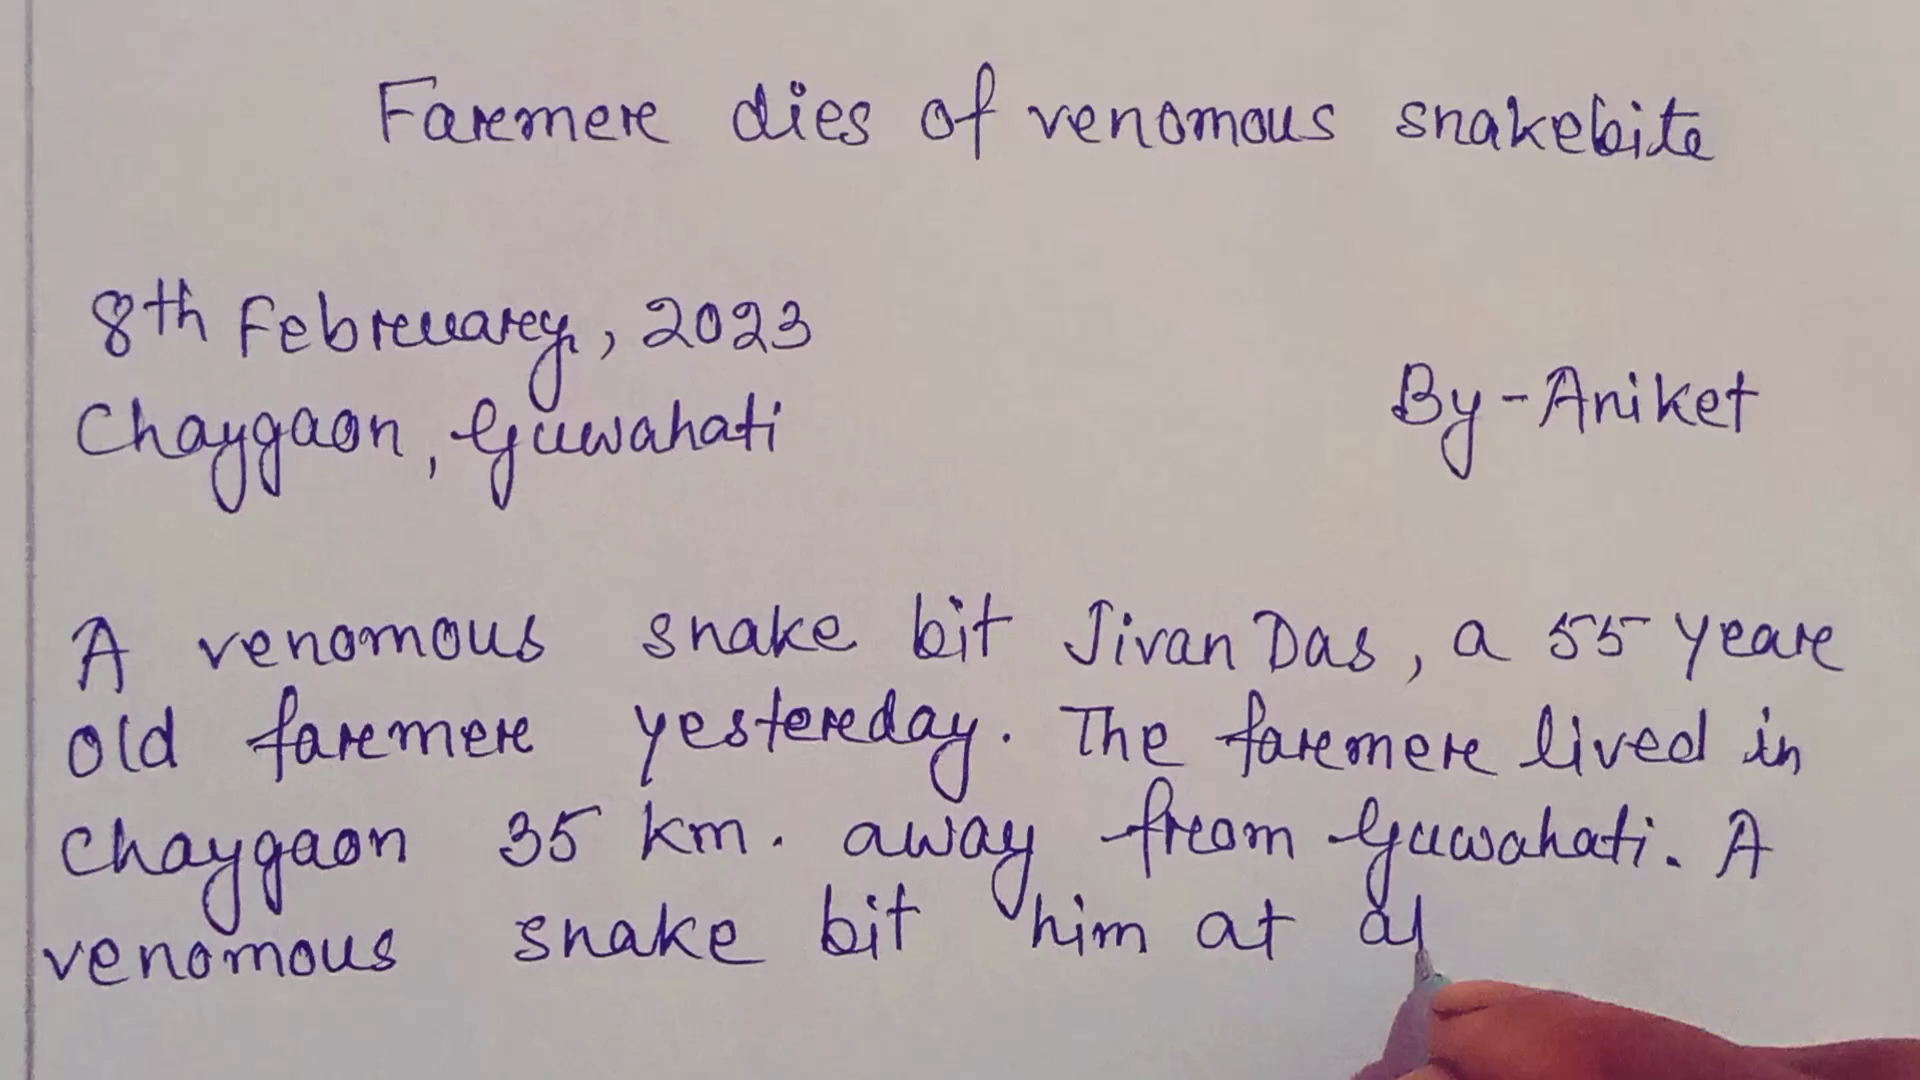 Farmer dies of venomous snakebite
8th February, 2023
Chaygaon, Guwahati
By-Aniket
A venomous snake bit Jivan Das, a 55 year
old farmer yesterday. The farmer lived in
Chaygaon 35 km. away from Guwahati. A
venomous snake bit him at